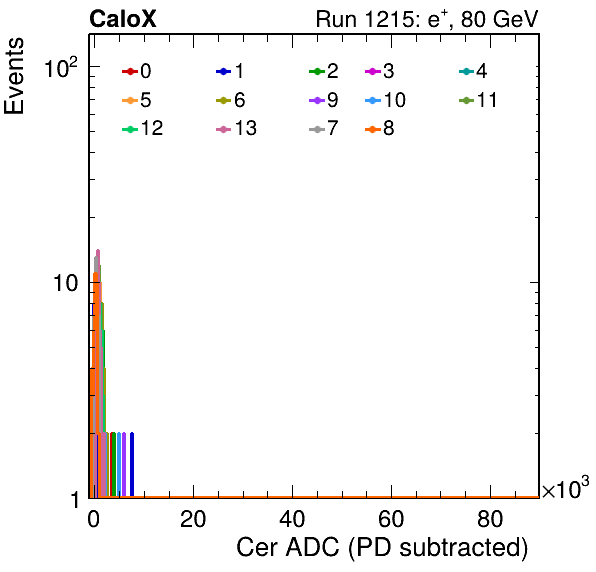 CaloX Run 1215: e⁺, 80 GeV
Events
10²
10
1
0 1 2 3 4
5 6 9 10 11
12 13 7 8
0 20 40 60 80
×10³
Cer ADC (PD subtracted)